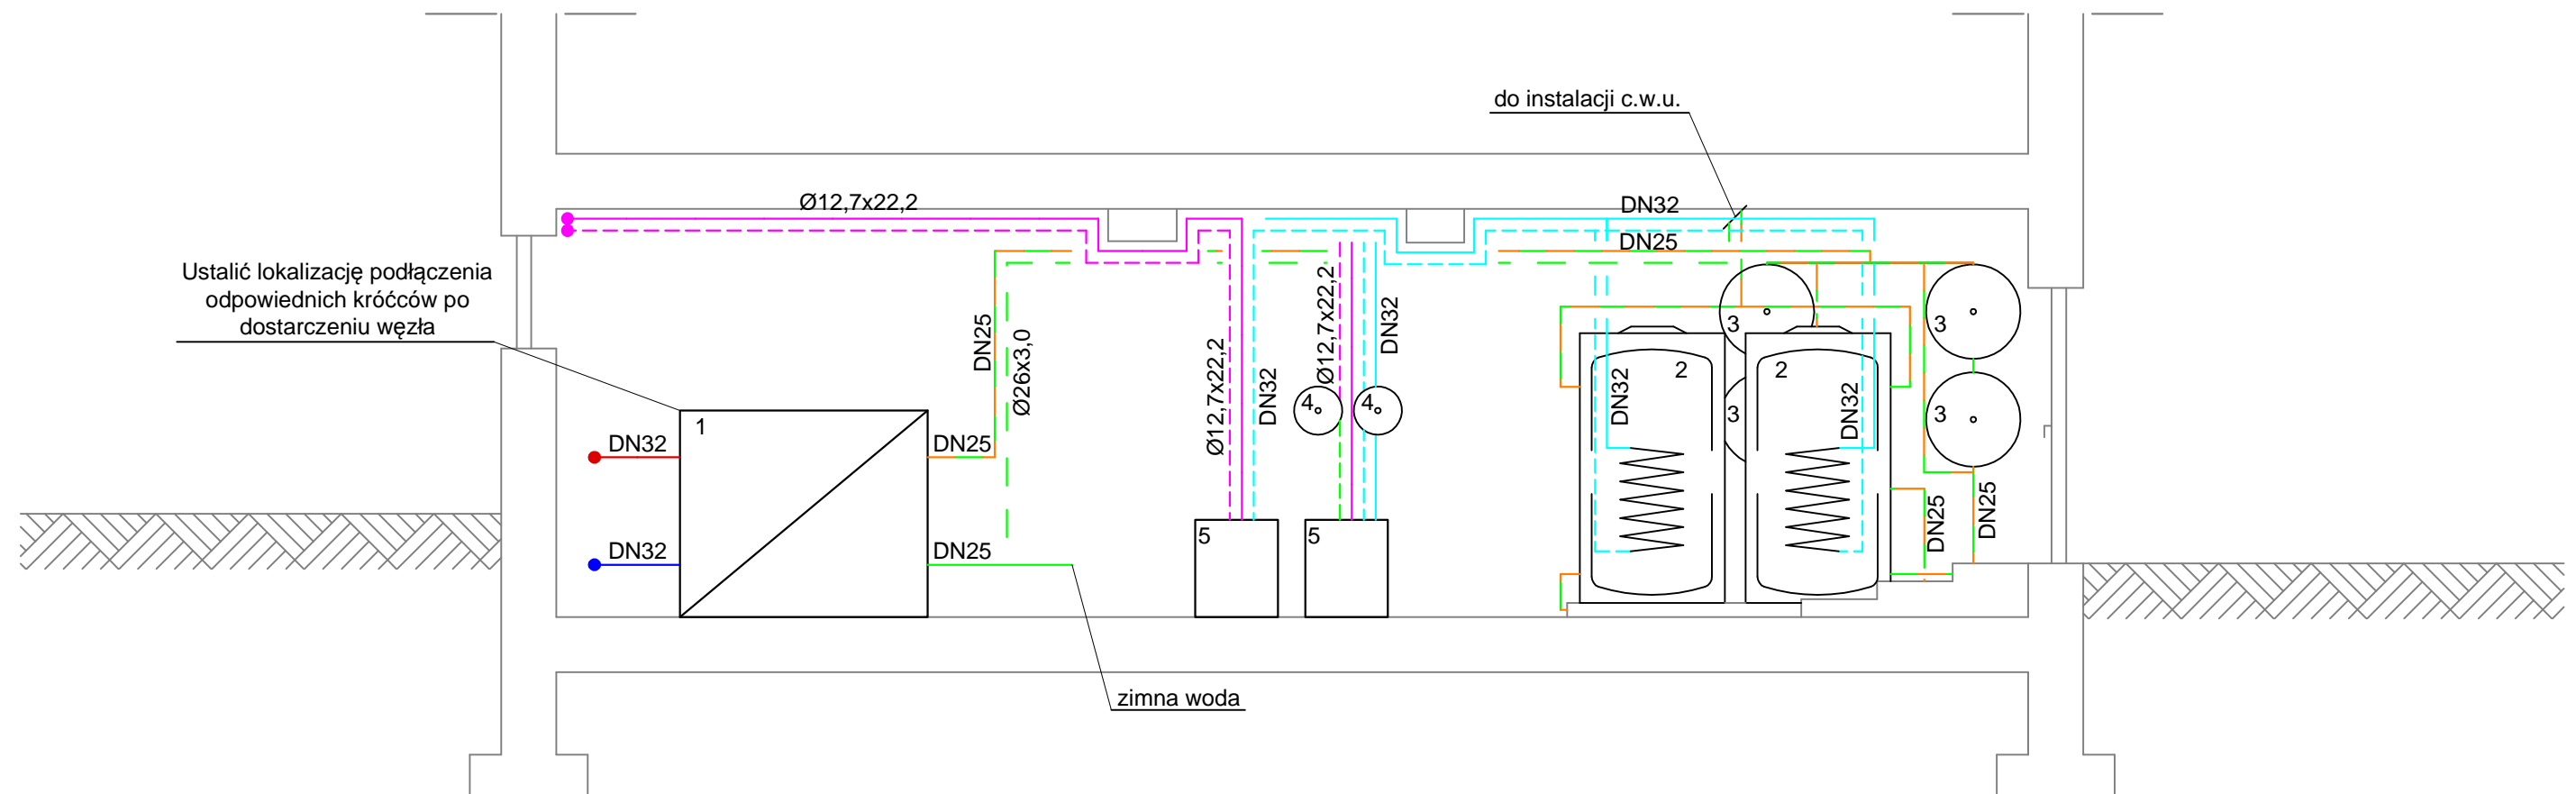 do instalacji c.w.u.
Ø12,7x22,2
DN32
DN25
Ustalić lokalizację podłączenia
odpowiednich króćców po
dostarczeniu węzła
DN25
Ø26x3,0
Ø12,7x22,2
DN32
Ø12,7x22,2
DN32
4
4
DN32
2
3
2
3
DN32
3
3
1
DN32
DN25
DN32
DN25
5
5
DN25
DN25
zimna woda